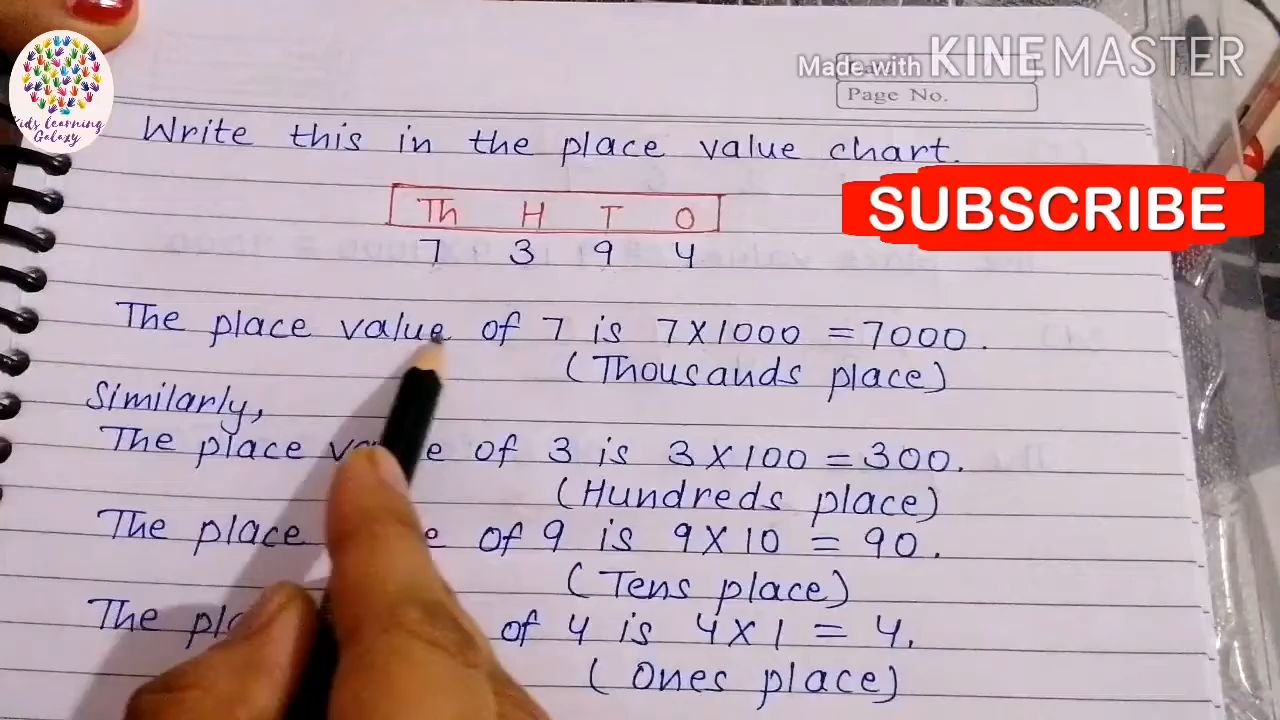 Kids Learning
Galaxy
Made with KINEMASTER
Page No.
Write this in the place value chart.
SUBSCRIBE
Th H T O
7 3 9 4
The place value of 7 is 7X1000 = 7000.
(Thousands place)
Similarly,
The place va e of 3 is 3X100 = 300.
(Hundreds place)
The place e of 9 is 9X10 = 90.
(Tens place)
The pla of 4 is 4X1 = 4.
(Ones place)